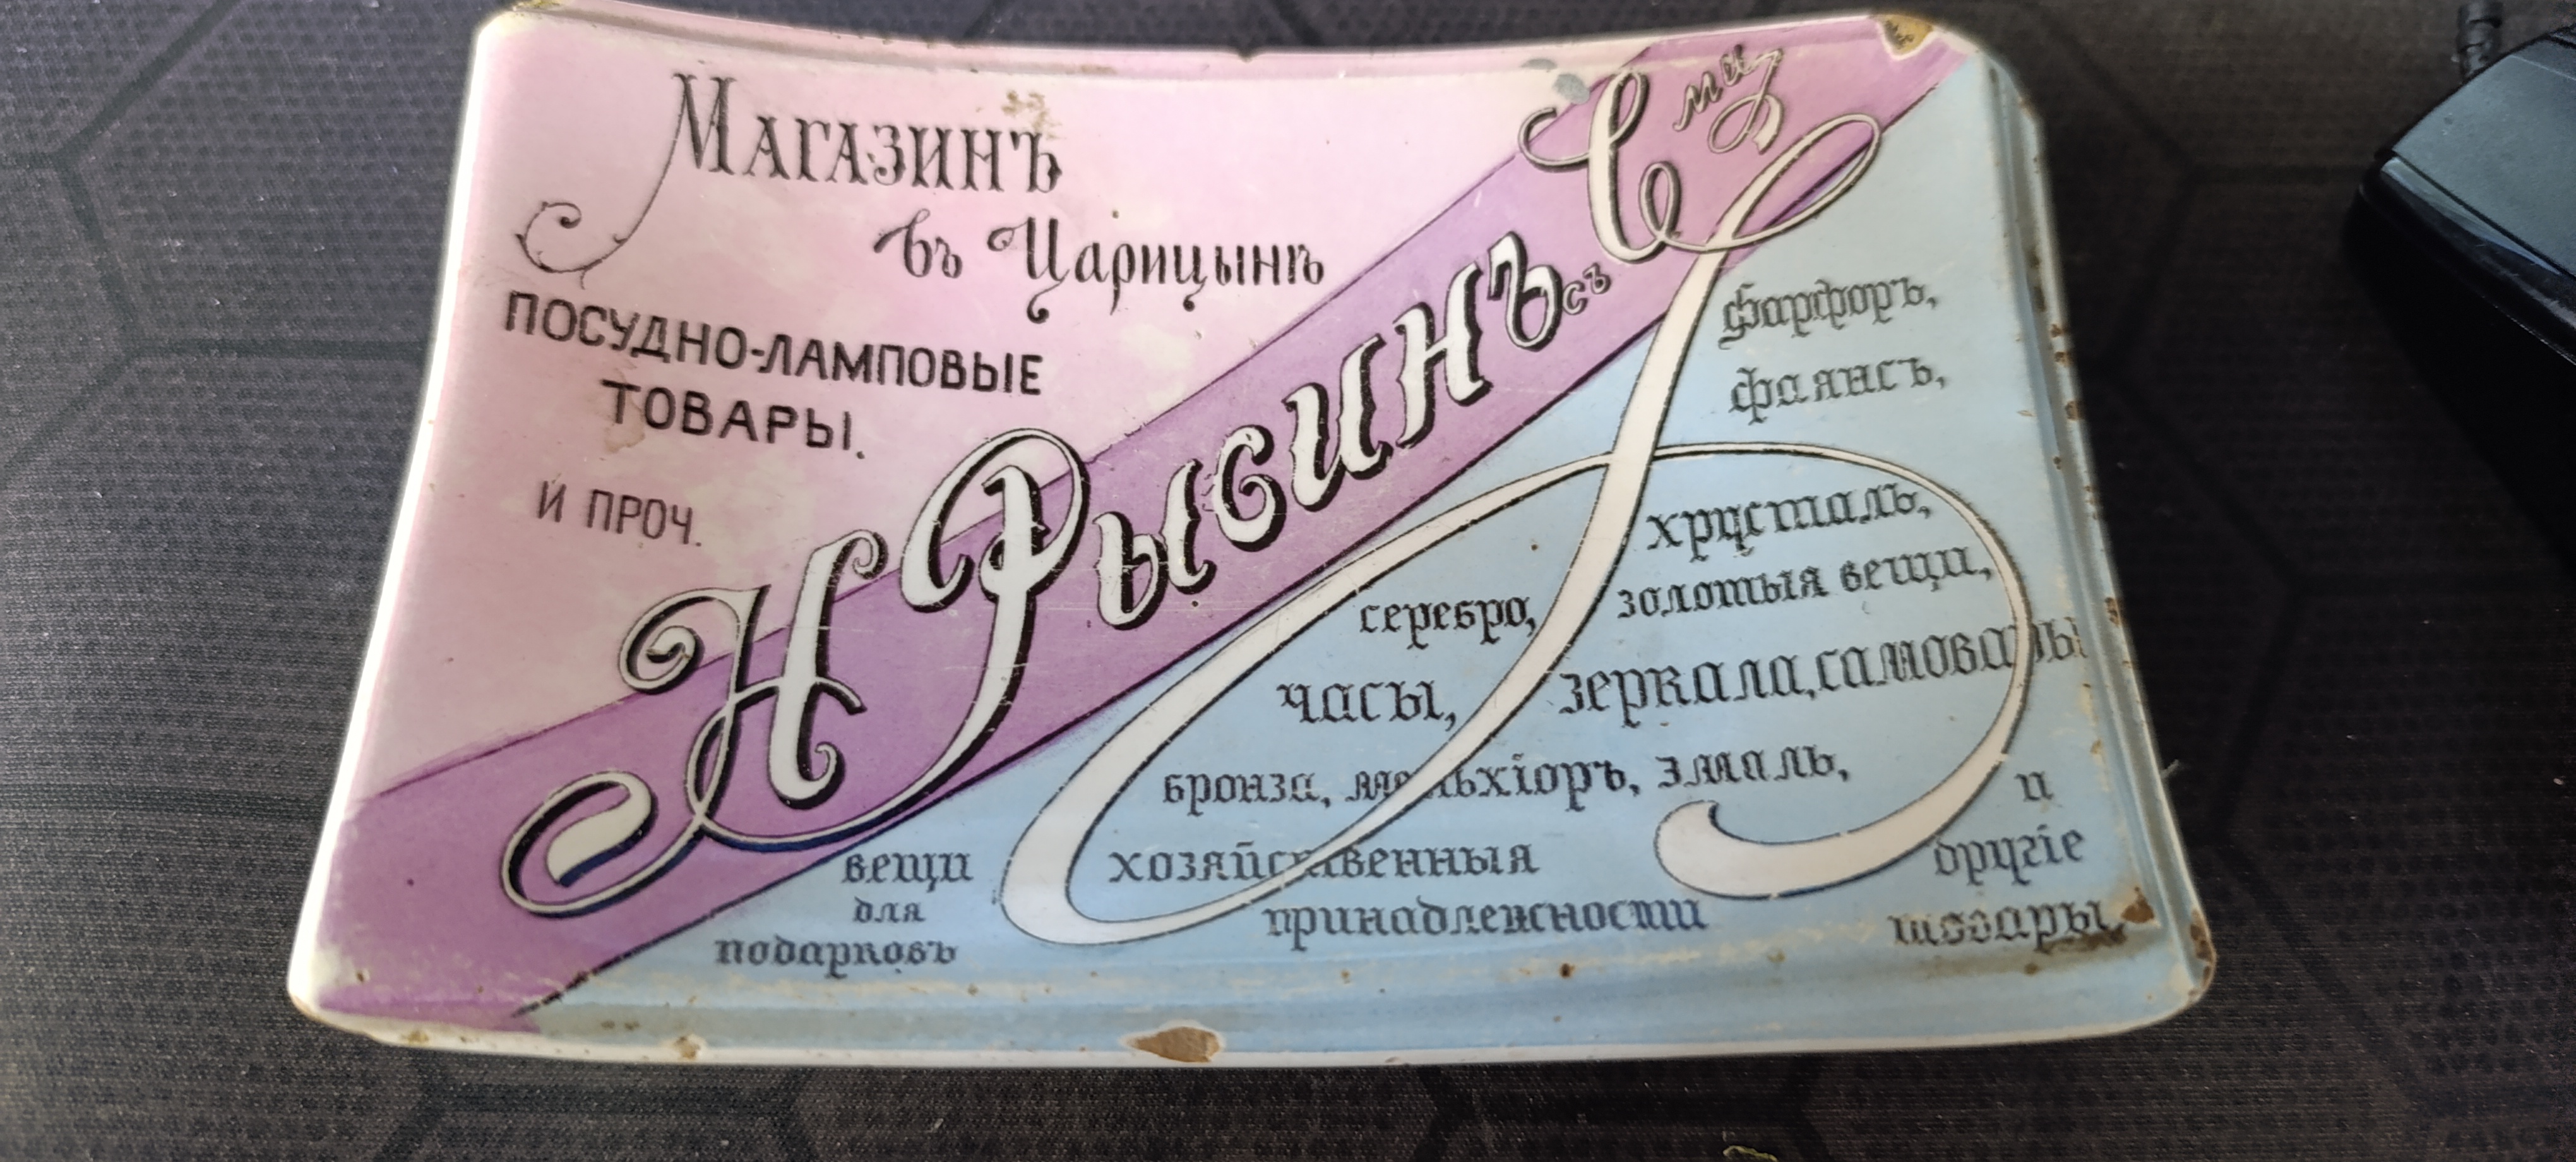 Магазинъ
въ Царицынѣ
ПОСУДНО-ЛАМПОВЫЕ
ТОВАРЫ.
И ПРОЧ.
Н Рысинъ съ С-ми
фарфоръ,
фаянсъ,
хрусталь,
серебро, золотыя вещи,
часы, зеркала, самовары
бронза, мельхіоръ, эмаль,
вещи
для
подарковъ
хозяйственныя
принадлежности
и
другіе
товары.